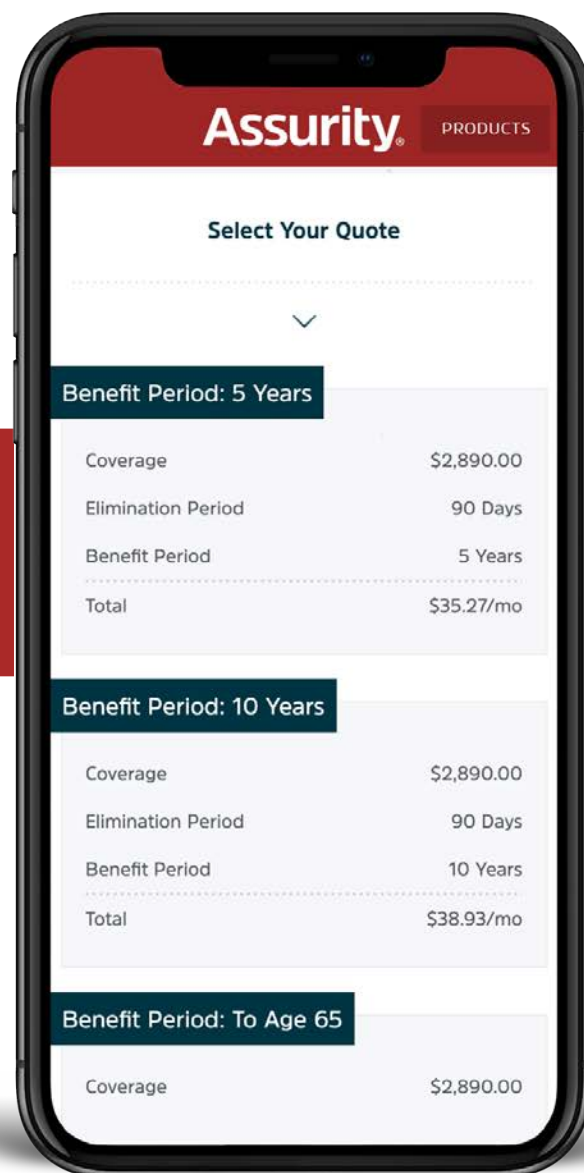 Assurity®
PRODUCTS
Select Your Quote
Benefit Period: 5 Years
Coverage $2,890.00
Elimination Period 90 Days
Benefit Period 5 Years
Total $35.27/mo
Benefit Period: 10 Years
Coverage $2,890.00
Elimination Period 90 Days
Benefit Period 10 Years
Total $38.93/mo
Benefit Period: To Age 65
Coverage $2,890.00